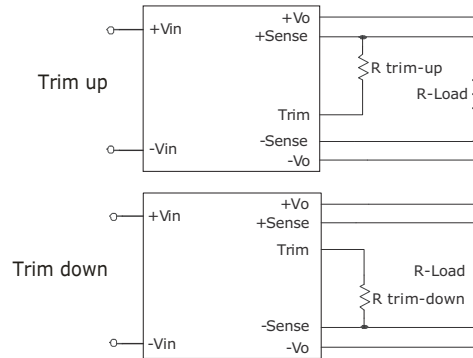 +Vo
+Vin
+Sense
R trim-up
Trim up
R-Load
Trim
-Sense
-Vin
-Vo
+Vo
+Vin
+Sense
Trim
Trim down
R-Load
R trim-down
-Sense
-Vin
-Vo